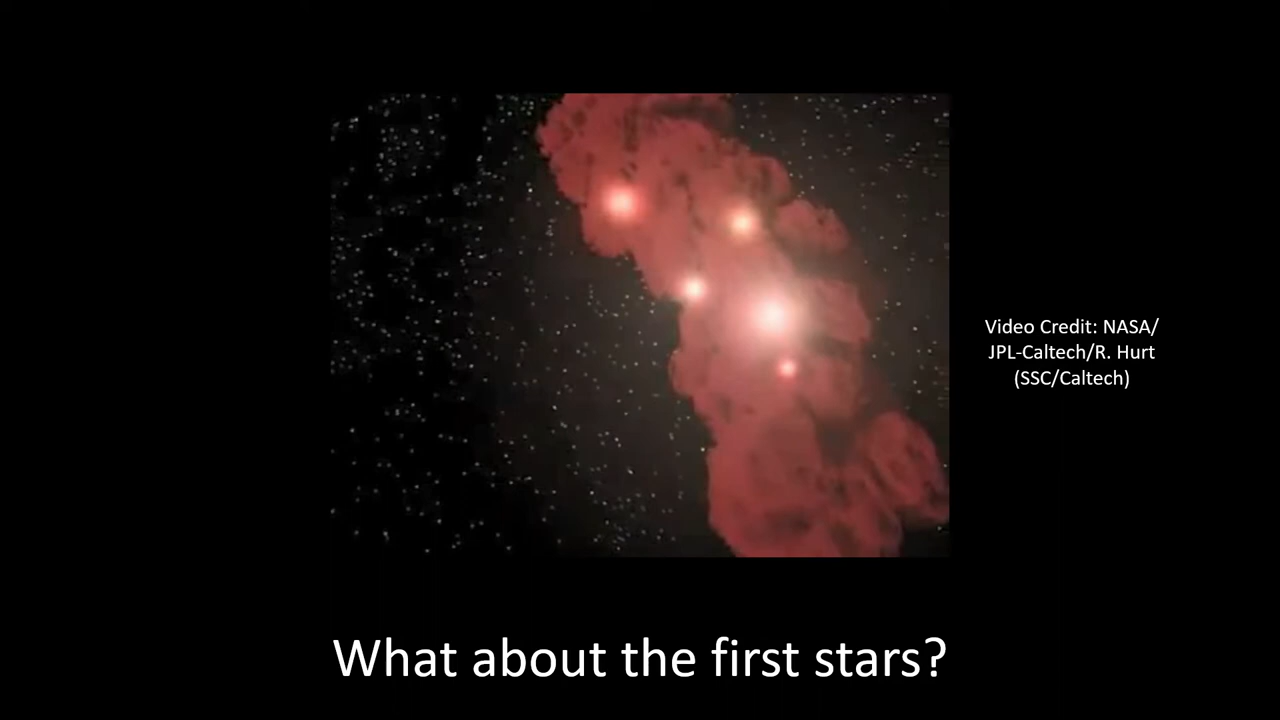 Video Credit: NASA/
JPL-Caltech/R. Hurt
(SSC/Caltech)
What about the first stars?